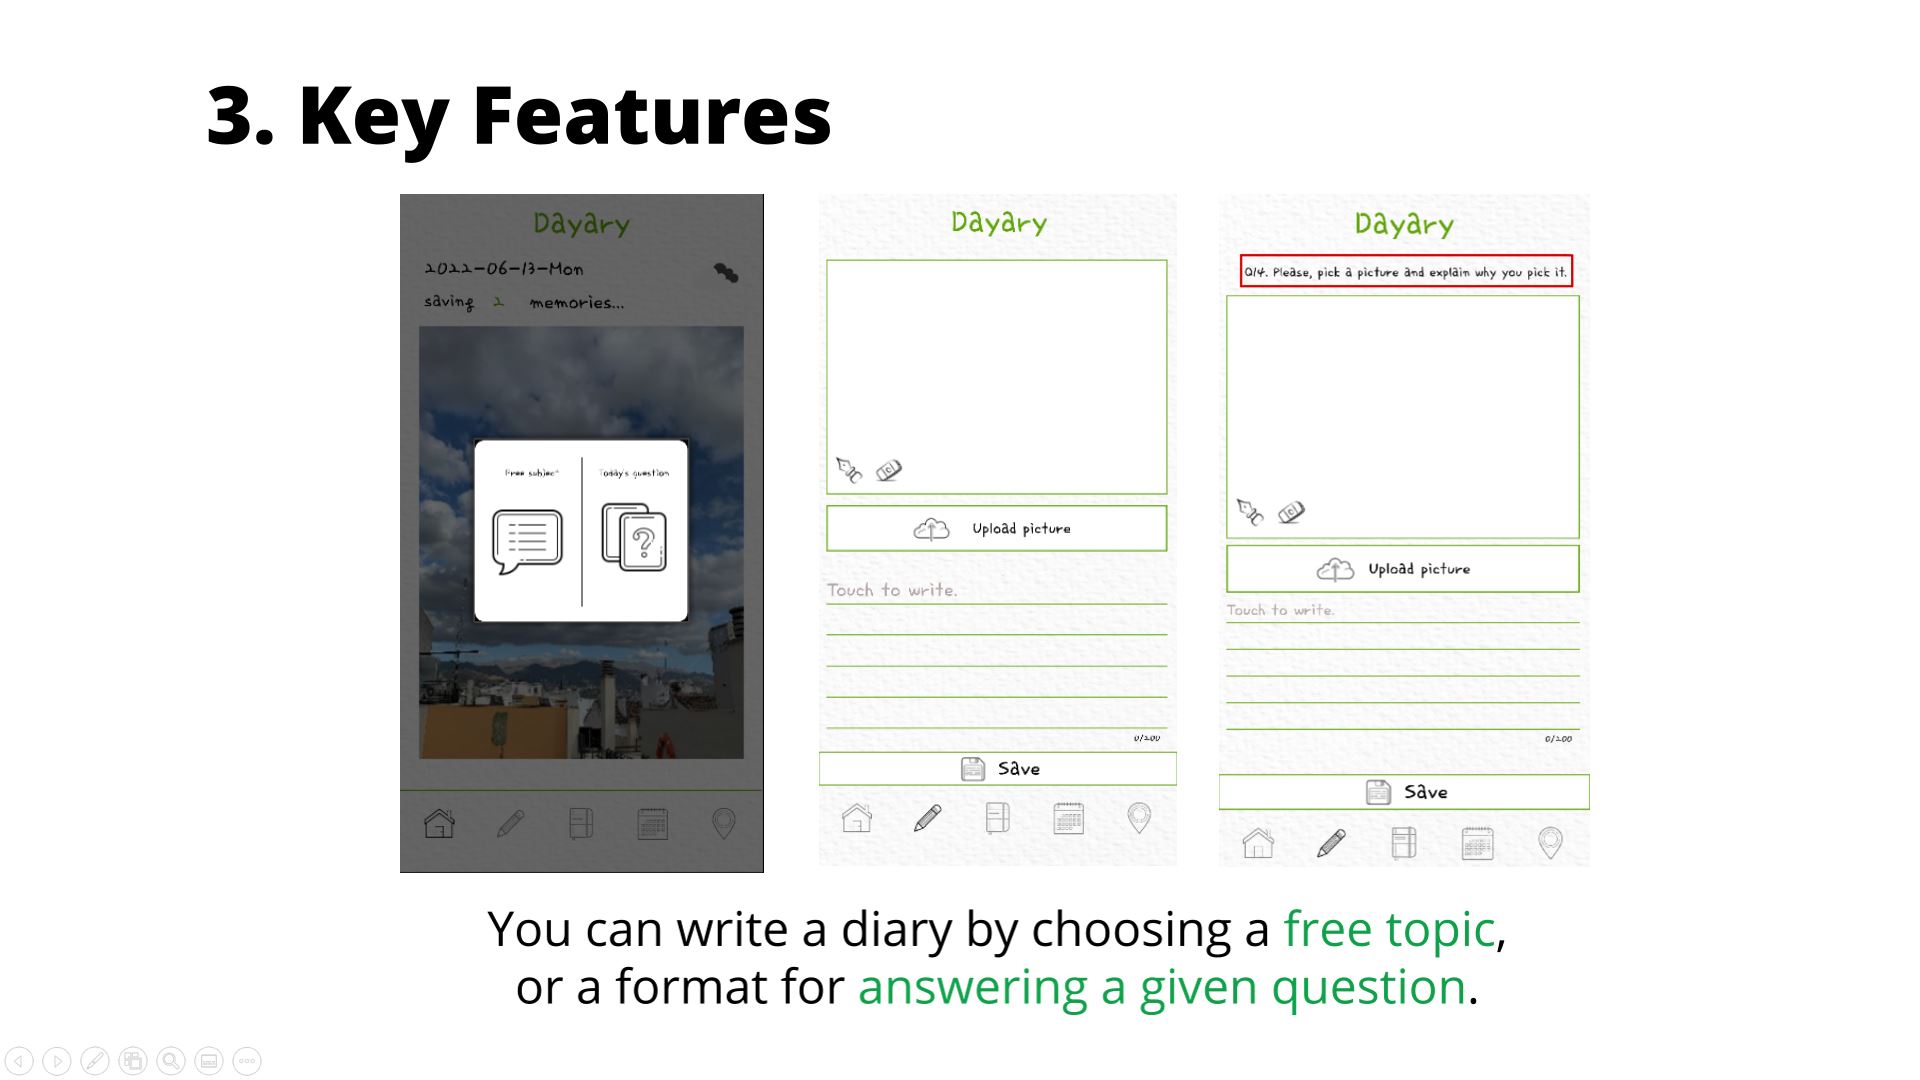 3. Key Features
Dayary
2022-06-13-Mon
saving 2 memories...
Free subject
Today's question
Dayary
Upload picture
Touch to write.
0/200
Save
Dayary
Q14. Please, pick a picture and explain why you pick it.
Upload picture
Touch to write.
0/200
Save
You can write a diary by choosing a free topic,
or a format for answering a given question.